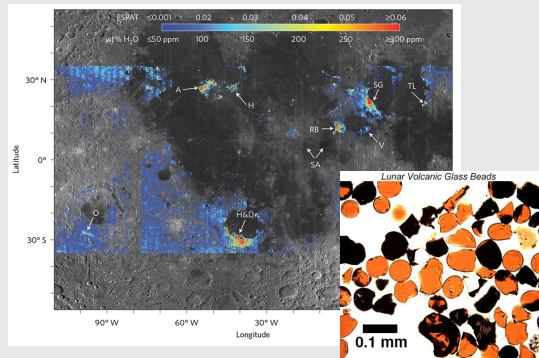 ESPAT ≤0.001 0.02 0.03 0.04 0.05 ≥0.06
wt% H₂O ≤50 ppm 100 150 200 250 ≥300 ppm
30° N
A
H
SG
TL
RB
V
0°
SA
Latitude
O
H&D
30° S
90° W 60° W 30° W
Longitude
Lunar Volcanic Glass Beads
0.1 mm